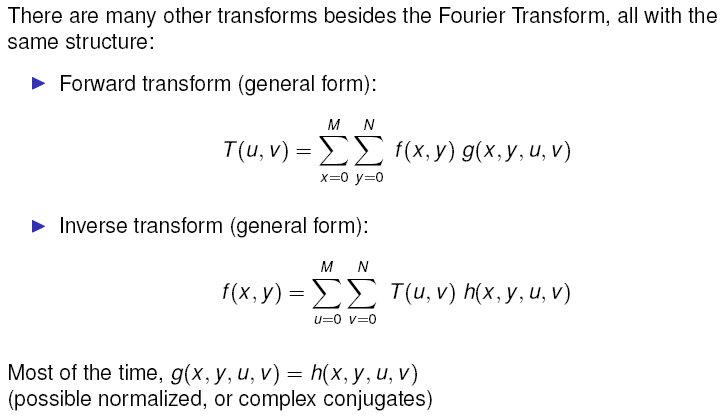 There are many other transforms besides the Fourier Transform, all with the
same structure:
▶ Forward transform (general form):
T(u, v) = \sum_{x=0}^{M} \sum_{y=0}^{N} f(x, y) g(x, y, u, v)
▶ Inverse transform (general form):
f(x, y) = \sum_{u=0}^{M} \sum_{v=0}^{N} T(u, v) h(x, y, u, v)
Most of the time, g(x, y, u, v) = h(x, y, u, v)
(possible normalized, or complex conjugates)